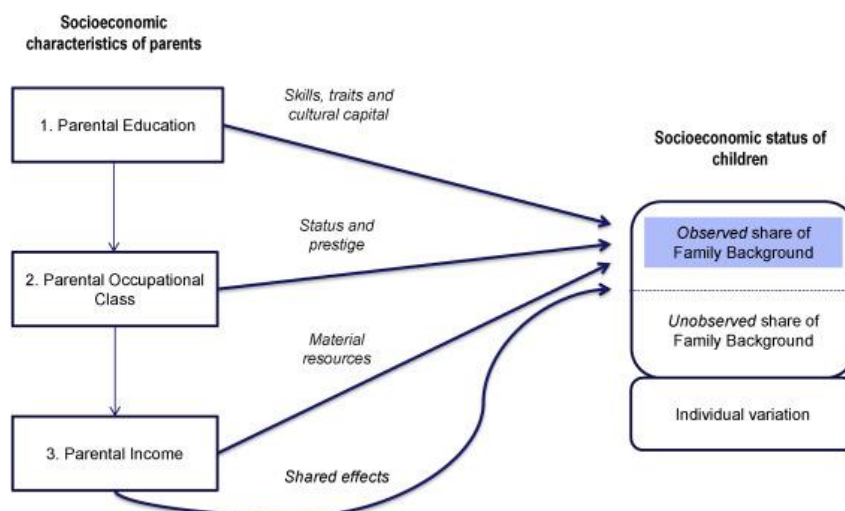 Socioeconomic
characteristics of parents
1. Parental Education
Skills, traits and
cultural capital
Socioeconomic status of
children
Observed share of
Family Background
Status and
prestige
2. Parental Occupational
Class
Unobserved share of
Family Background
Material
resources
Individual variation
3. Parental Income
Shared effects